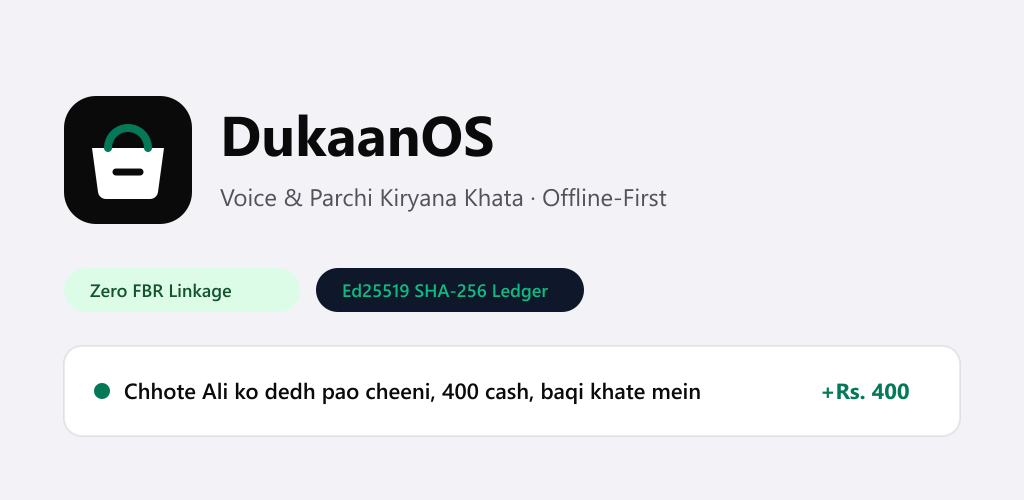 DukaanOS
Voice & Parchi Kiryana Khata · Offline-First
Zero FBR Linkage
Ed25519 SHA-256 Ledger
Chhote Ali ko dedh pao cheeni, 400 cash, baqi khate mein
+Rs. 400